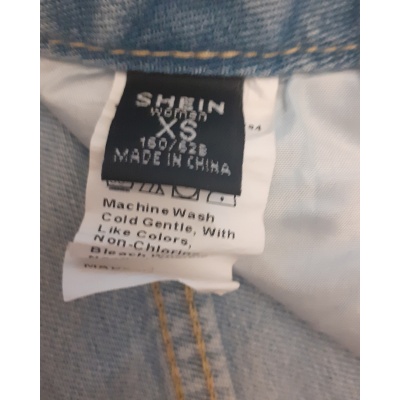 SHEIN
women
XS
160/62B
MADE IN CHINA
Machine Wash
Cold Gentle, With
Like Colors,
Non-Chlorine
Bleach